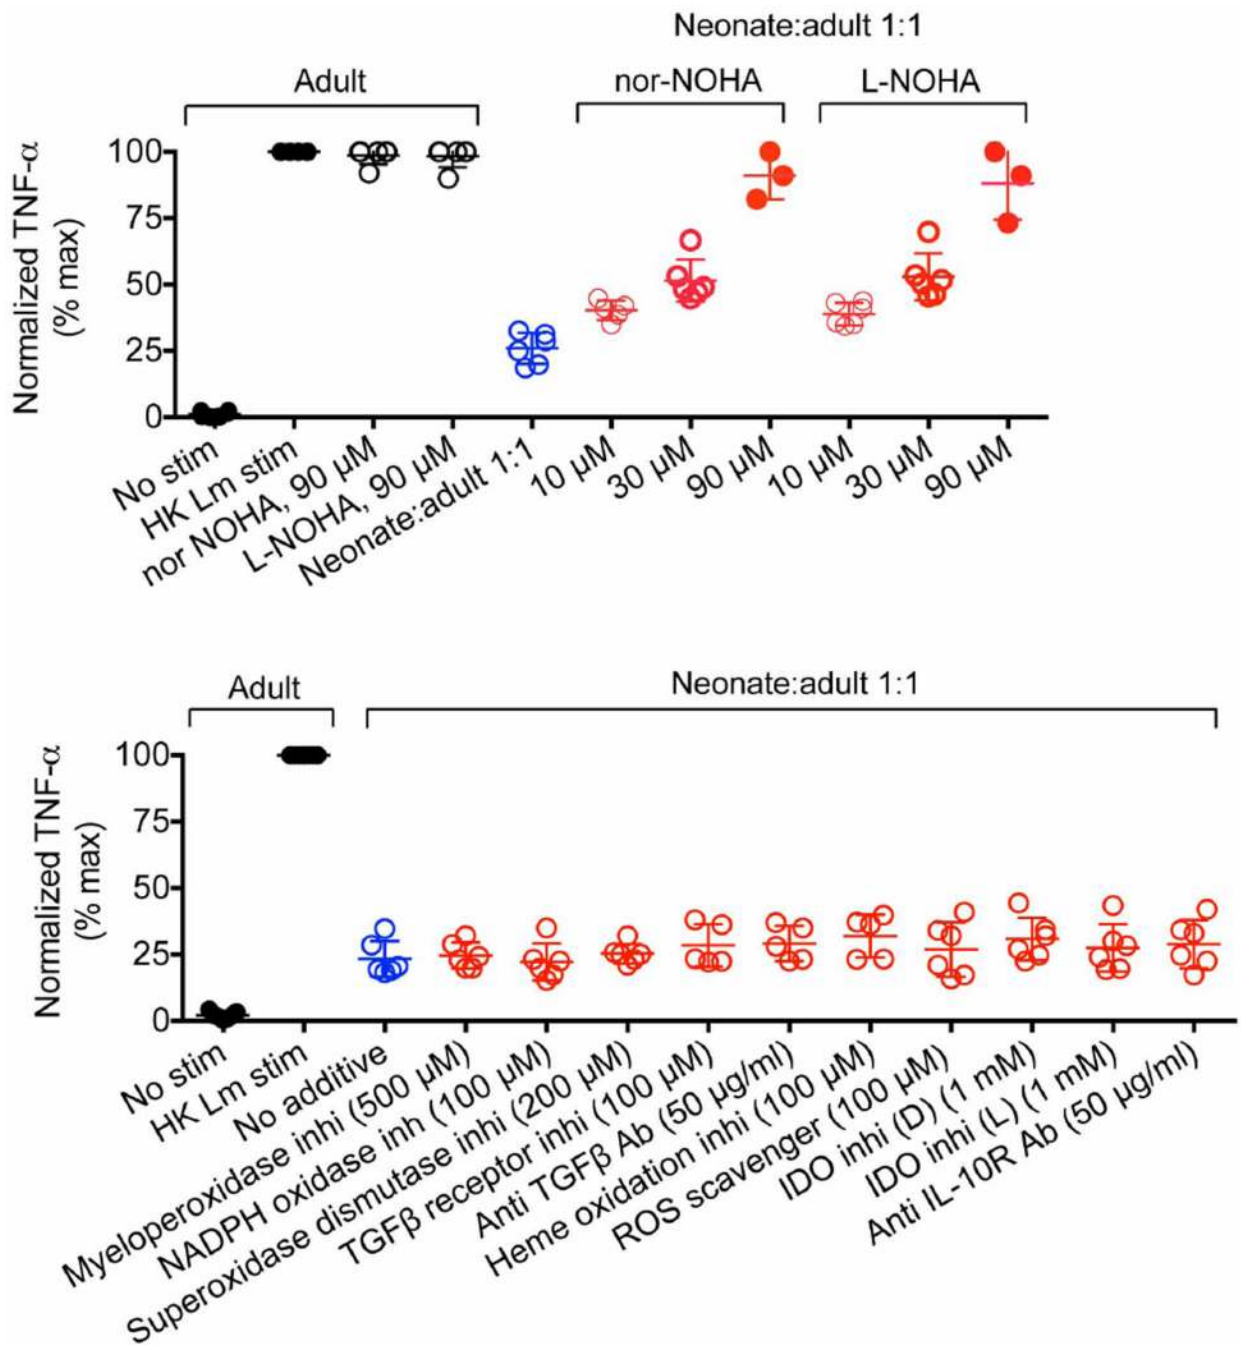 Neonate:adult 1:1
Adult
nor-NOHA
L-NOHA
Normalized TNF-α
(% max)
100
75
50
25
0
No stim
HK Lm stim
nor NOHA, 90 μM
L-NOHA, 90 μM
Neonate:adult 1:1
10 μM
30 μM
90 μM
10 μM
30 μM
90 μM
Adult
Neonate:adult 1:1
Normalized TNF-α
(% max)
100
75
50
25
0
No stim
HK Lm stim
No additive
Myeloperoxidase inhi (500 μM)
NADPH oxidase inh (100 μM)
Superoxidase dismutase inhi (200 μM)
TGFβ receptor inhi (100 μM)
Anti TGFβ Ab (50 μg/ml)
Heme oxidation inhi (100 μM)
ROS scavenger (100 μM)
IDO inhi (D) (1 mM)
IDO inhi (L) (1 mM)
Anti IL-10R Ab (50 μg/ml)